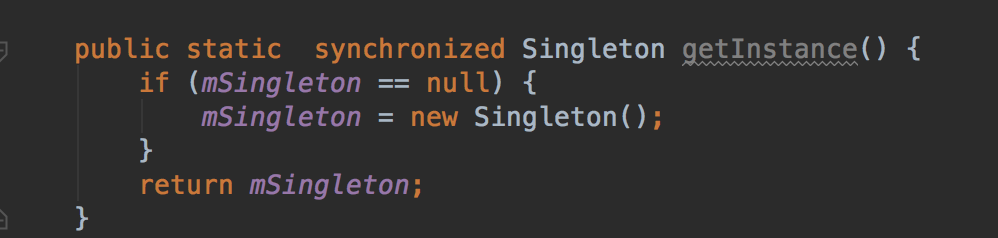 public static  synchronized Singleton getInstance() {
    if (mSingleton == null) {
        mSingleton = new Singleton();
    }
    return mSingleton;
}